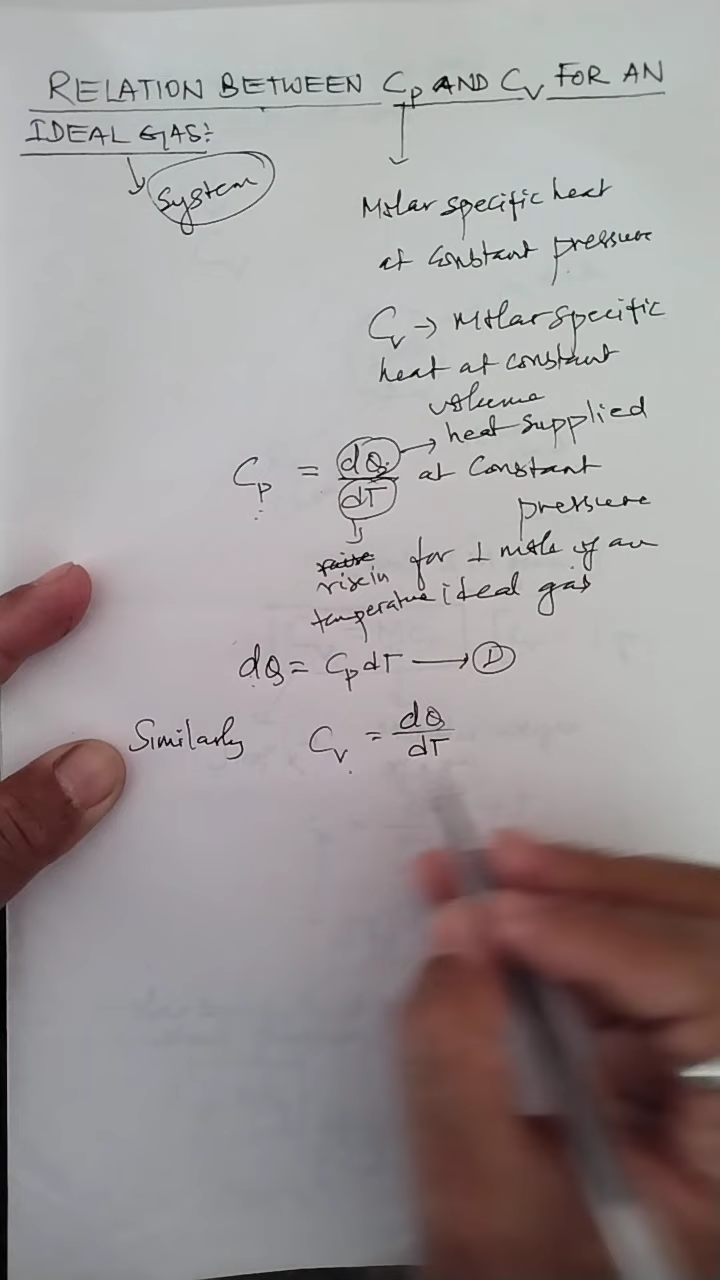 RELATION BETWEEN Cp AND Cv FOR AN
IDEAL GAS:
System
Molar specific heat
at constant pressure
Cv → Molar specific
heat at constant
volume
Cp = dQ/dT → heat supplied
at constant
pressure
for 1 mole of an
ideal gas
raise
rise in
temperature
dQ = CpdT → ①
Similarly Cv = dQ/dT